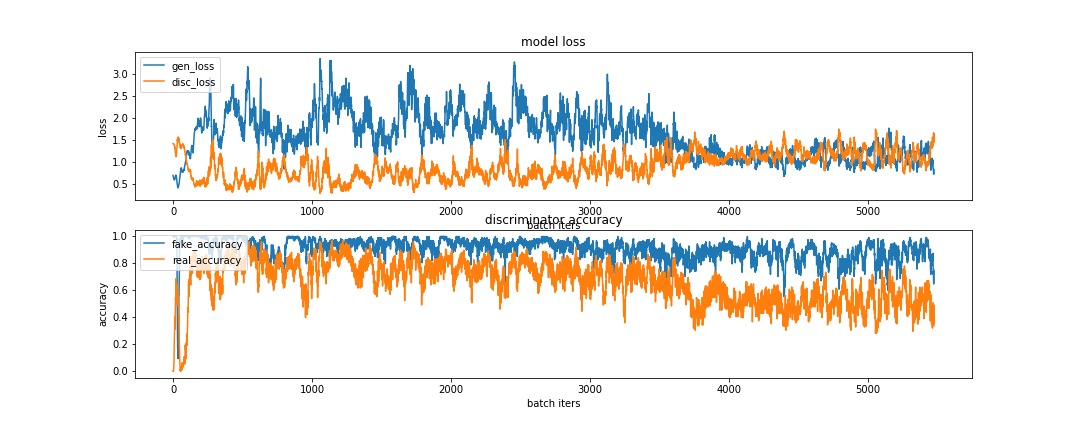 model loss
gen_loss
disc_loss
loss
3.0
2.5
2.0
1.5
1.0
0.5
0 1000 2000 3000 4000 5000
batch iters
discriminator accuracy
fake_accuracy
real_accuracy
accuracy
1.0
0.8
0.6
0.4
0.2
0.0
0 1000 2000 3000 4000 5000
batch iters